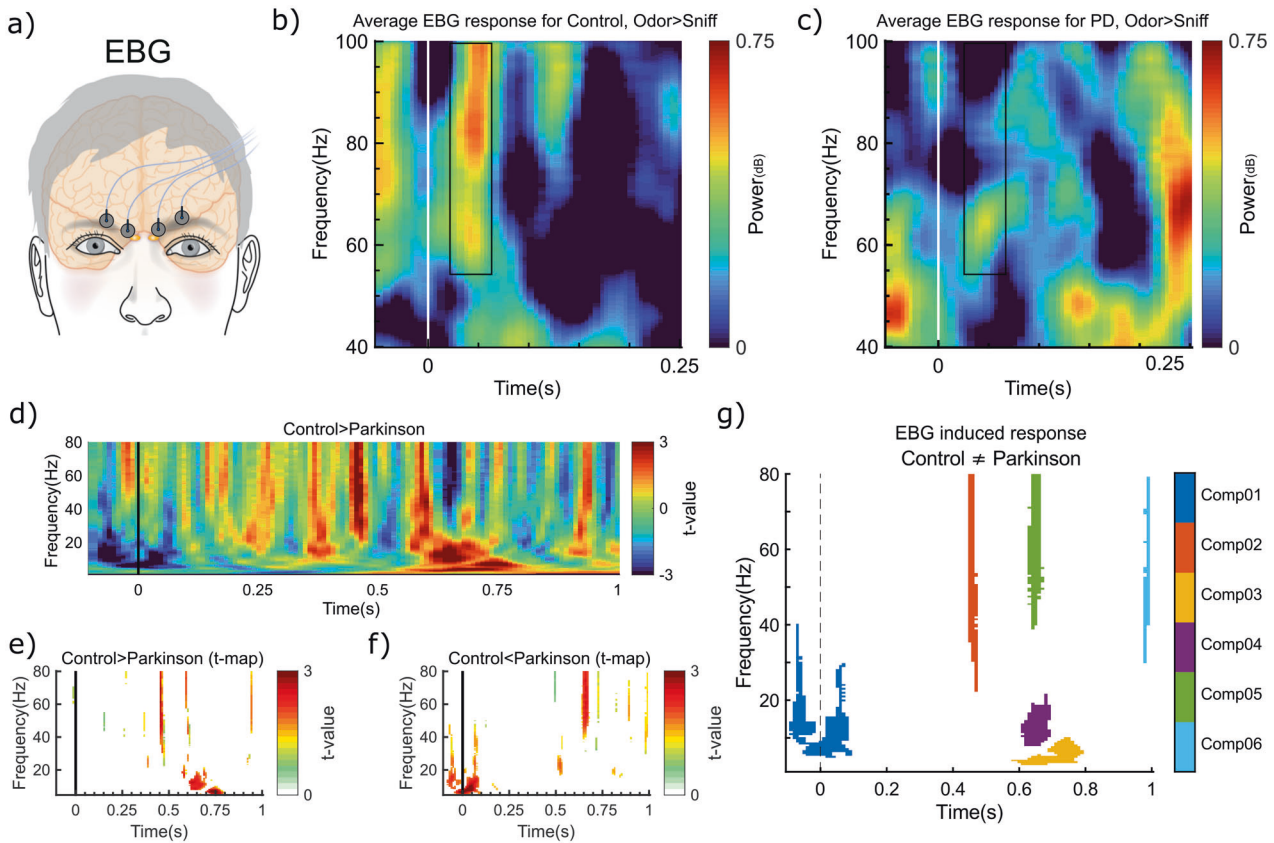 a)
EBG
b)
Average EBG response for Control, Odor>Sniff
100
80
60
40
Frequency(Hz)
0
0.25
Time(s)
0.75
0
Power(dB)
c)
Average EBG response for PD, Odor>Sniff
100
80
60
40
Frequency(Hz)
0
0.25
Time(s)
0.75
0
Power(dB)
d)
Control>Parkinson
80
60
40
20
Frequency(Hz)
0
0.25
0.5
0.75
1
Time(s)
3
0
-3
t-value
e)
Control>Parkinson (t-map)
80
60
40
20
Frequency(Hz)
0
0.25
0.5
0.75
1
Time(s)
3
0
t-value
f)
Control<Parkinson (t-map)
80
60
40
20
Frequency(Hz)
0
0.25
0.5
0.75
1
Time(s)
3
0
t-value
g)
EBG induced response
Control ≠ Parkinson
80
60
40
20
Frequency(Hz)
0
0.2
0.4
0.6
0.8
1
Time(s)
Comp01
Comp02
Comp03
Comp04
Comp05
Comp06